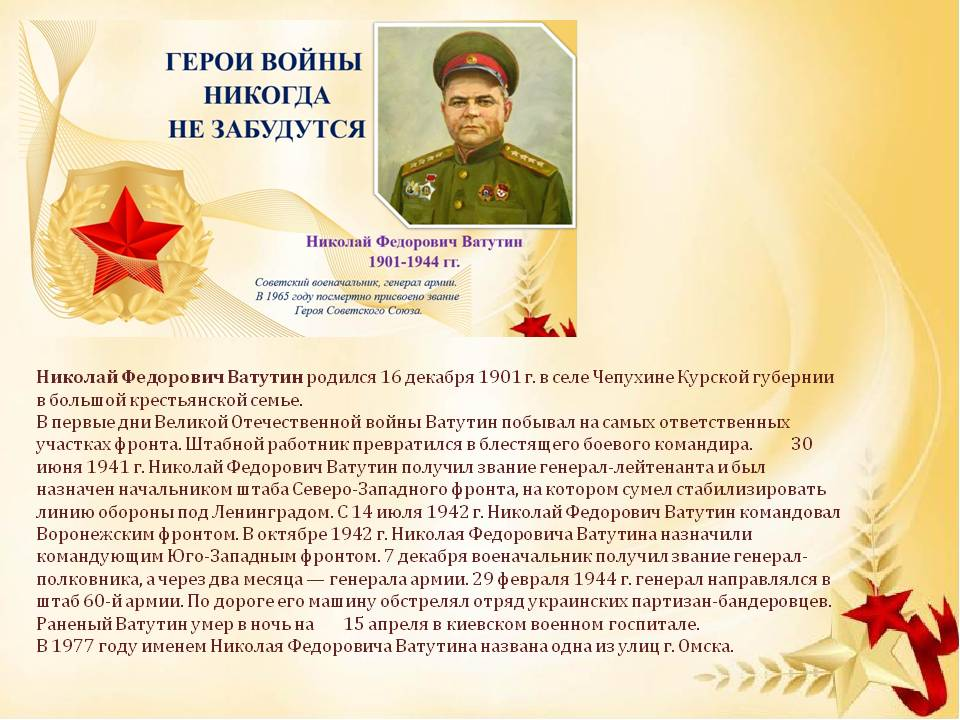 ГЕРОИ ВОЙНЫ
НИКОГДА
НЕ ЗАБУДУТСЯ
Николай Федорович Ватутин
1901-1944 гг.
Советский военачальник, генерал армии.
В 1965 году посмертно присвоено звание
Героя Советского Союза.
Николай Федорович Ватутин родился 16 декабря 1901 г. в селе Чепухине Курской губернии
в большой крестьянской семье.
В первые дни Великой Отечественной войны Ватутин побывал на самых ответственных
участках фронта. Штабной работник превратился в блестящего боевого командира. 30
июня 1941 г. Николай Федорович Ватутин получил звание генерал-лейтенанта и был
назначен начальником штаба Северо-Западного фронта, на котором сумел стабилизировать
линию обороны под Ленинградом. С 14 июля 1942 г. Николай Федорович Ватутин командовал
Воронежским фронтом. В октябре 1942 г. Николая Федоровича Ватутина назначили
командующим Юго-Западным фронтом. 7 декабря военачальник получил звание генерал-
полковника, а через два месяца — генерала армии. 29 февраля 1944 г. генерал направлялся в
штаб 60-й армии. По дороге его машину обстрелял отряд украинских партизан-бандеровцев.
Раненый Ватутин умер в ночь на 15 апреля в киевском военном госпитале.
В 1977 году именем Николая Федоровича Ватутина названа одна из улиц г. Омска.